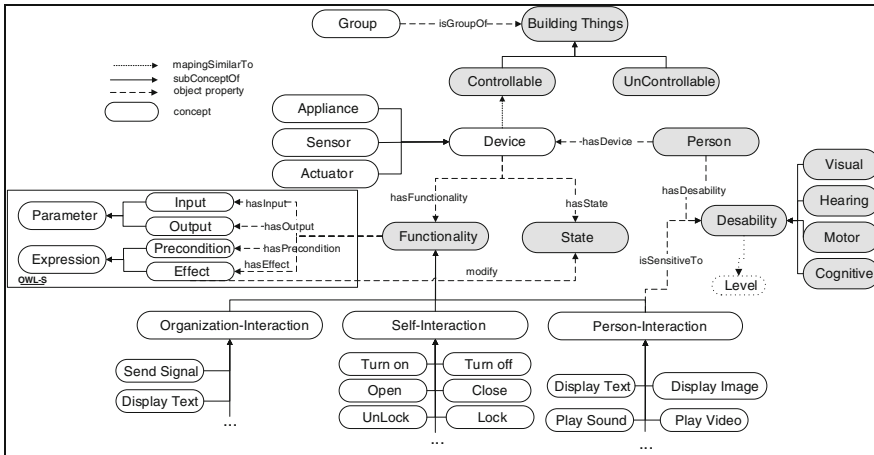 Group
isGroupOf
Building Things
mapingSimilarTo
subConceptOf
object property
concept
Controllable
UnControllable
Appliance
Sensor
Actuator
Device
hasDevice
Person
Visual
Hearing
Motor
Cognitive
hasDesability
Desability
Level
hasFunctionality
hasState
Functionality
State
Parameter
Expression
Input
Output
Precondition
Effect
hasInput
hasOutput
hasPrecondition
hasEffect
OWL-S
modify
isSensitiveTo
Organization-Interaction
Self-Interaction
Person-Interaction
Send Signal
Display Text
...
Turn on
Turn off
Open
Close
UnLock
Lock
...
Display Text
Display Image
Play Sound
Play Video
...